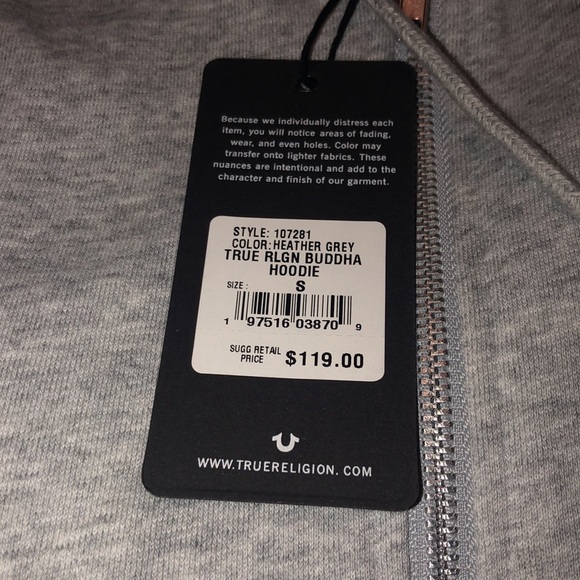 Because we individually distress each
item, you will notice areas of fading,
wear, and even holes. Color may
transfer onto lighter fabrics. These
nuances are intentional and add to the
character and finish of our garment.
STYLE: 107281
COLOR: HEATHER GREY
TRUE RLGN BUDDHA
HOODIE
SIZE: S
1 97516 03870 9
SUGG RETAIL
PRICE $119.00
WWW.TRUERELIGION.COM